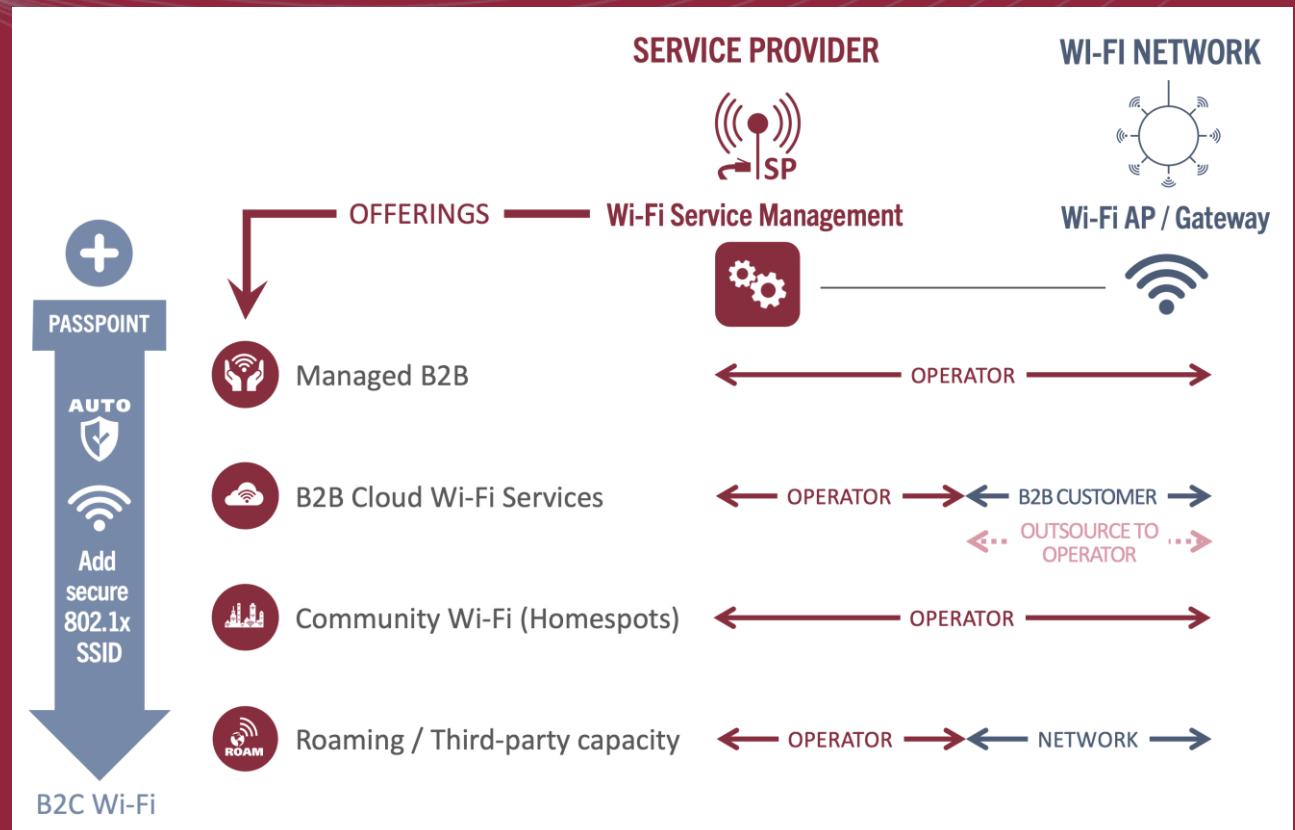 SERVICE PROVIDER
WI-FI NETWORK
SP
OFFERINGS
Wi-Fi Service Management
Wi-Fi AP / Gateway
PASSPOINT
AUTO
Add
secure
802.1x
SSID
B2C Wi-Fi
Managed B2B
OPERATOR
B2B Cloud Wi-Fi Services
OPERATOR
B2B CUSTOMER
OUTSOURCE TO
OPERATOR
Community Wi-Fi (Homespots)
OPERATOR
ROAM
Roaming / Third-party capacity
OPERATOR
NETWORK